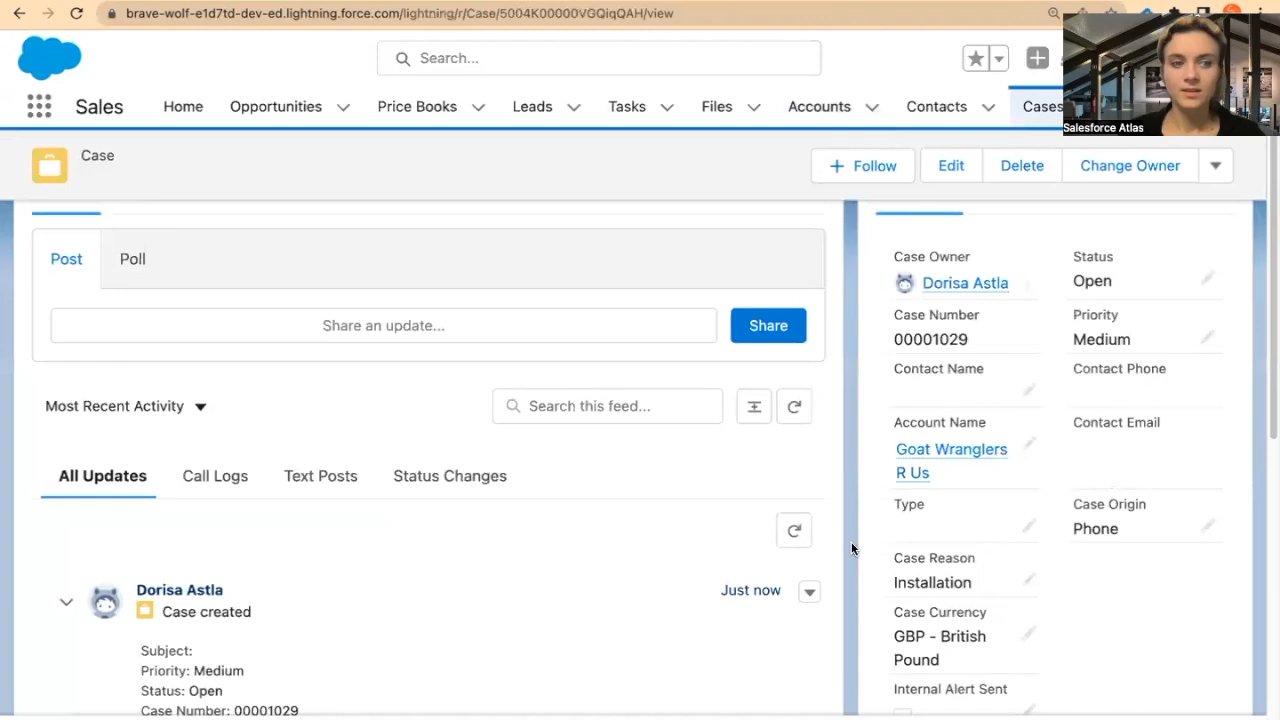 brave-wolf-e1d7td-dev-ed.lightning.force.com/lightning/r/Case/5004K00000VGQiqQAH/view
Search...
Salesforce Atlas
Sales
Home
Opportunities
Price Books
Leads
Tasks
Files
Accounts
Contacts
Cases
Case
Follow
Edit
Delete
Change Owner
Post
Poll
Share an update...
Share
Most Recent Activity
Search this feed...
All Updates
Call Logs
Text Posts
Status Changes
Dorisa Astla
Just now
Case created
Subject:
Priority: Medium
Status: Open
Case Number: 00001029
Case Owner
Dorisa Astla
Status
Open
Case Number
00001029
Priority
Medium
Contact Name
Contact Phone
Account Name
Goat Wranglers
R Us
Contact Email
Type
Case Origin
Phone
Case Reason
Installation
Case Currency
GBP - British
Pound
Internal Alert Sent